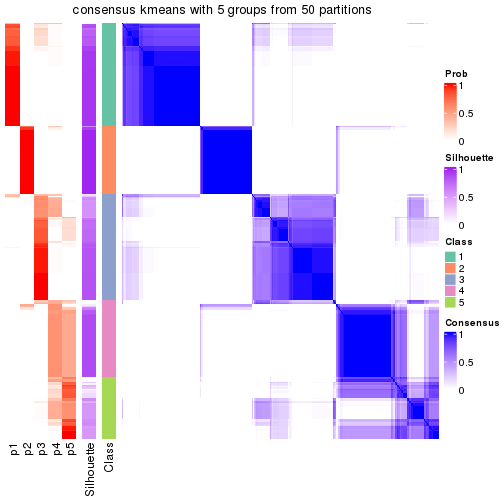 consensus kmeans with 5 groups from 50 partitions
Prob
1
0.5
0
Silhouette
1
0.5
0
Class
1
2
3
4
5
Consensus
1
0.5
0
p1
p2
p3
p4
p5
Silhouette
Class